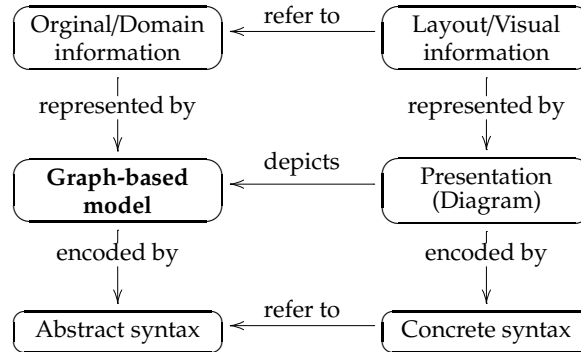 Orginal/Domain
information
refer to
Layout/Visual
information
represented by
represented by
Graph-based
model
depicts
Presentation
(Diagram)
encoded by
encoded by
Abstract syntax
refer to
Concrete syntax